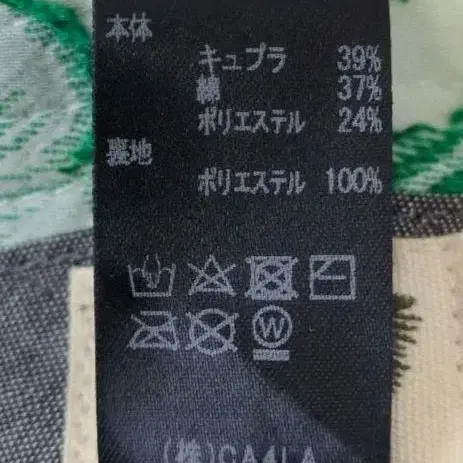 本体
キュプラ 39%
綿 37%
ポリエステル 24%
裏地
ポリエステル 100%
W
(株)CA4LA